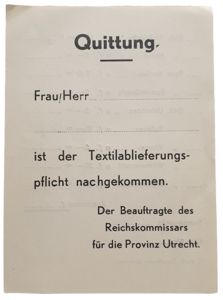 Quittung.
Frau/Herr
ist der Textilablieferungs-
pflicht nachgekommen.
Der Beauftragte des
Reichskommissars
für die Provinz Utrecht.